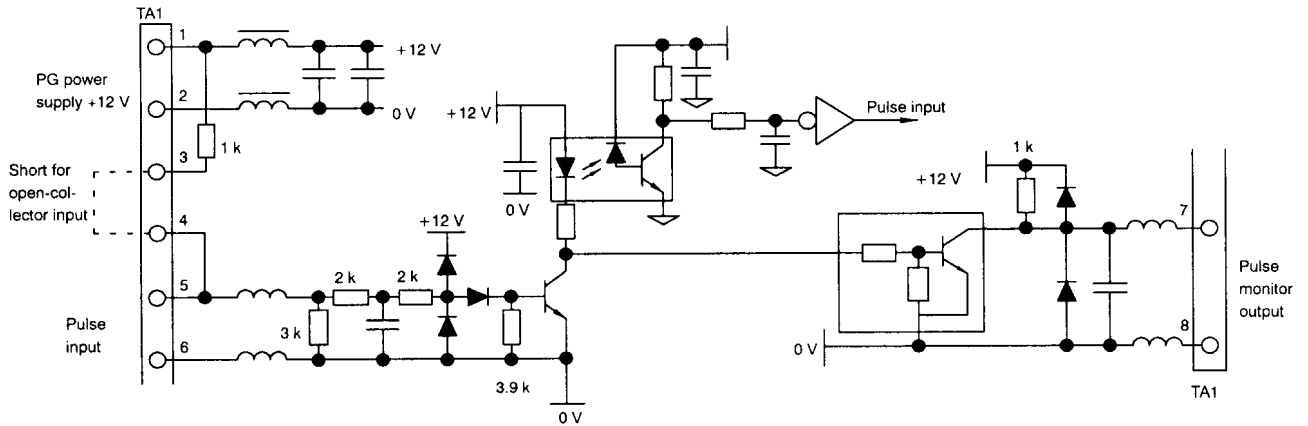 TA1
1
+12 V
PG power
supply +12 V
2
0 V
1 k
3
Short for
open-col-
lector input
4
+12 V
5
2 k
2 k
3 k
Pulse
input
6
3.9 k
0 V
+12 V
0 V
Pulse input
1 k
+12 V
7
Pulse
monitor
output
8
0 V
TA1